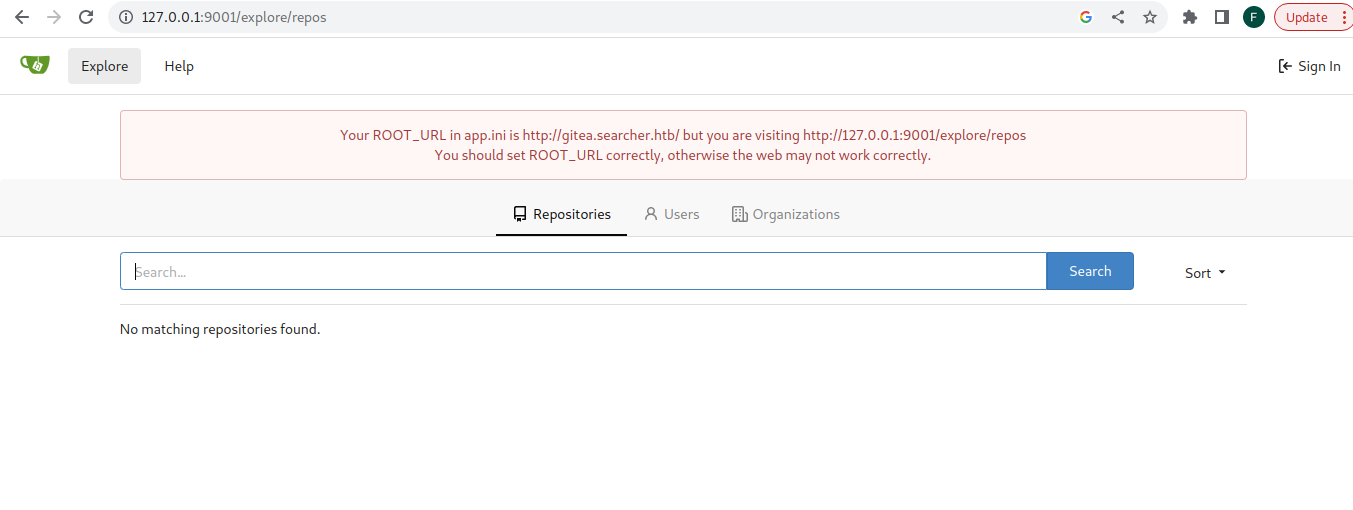 127.0.0.1:9001/explore/repos
F
Update
Explore
Help
Sign In
Your ROOT_URL in app.ini is http://gitea.searcher.htb/ but you are visiting http://127.0.0.1:9001/explore/repos
You should set ROOT_URL correctly, otherwise the web may not work correctly.
Repositories
Users
Organizations
Search...
Search
Sort
No matching repositories found.